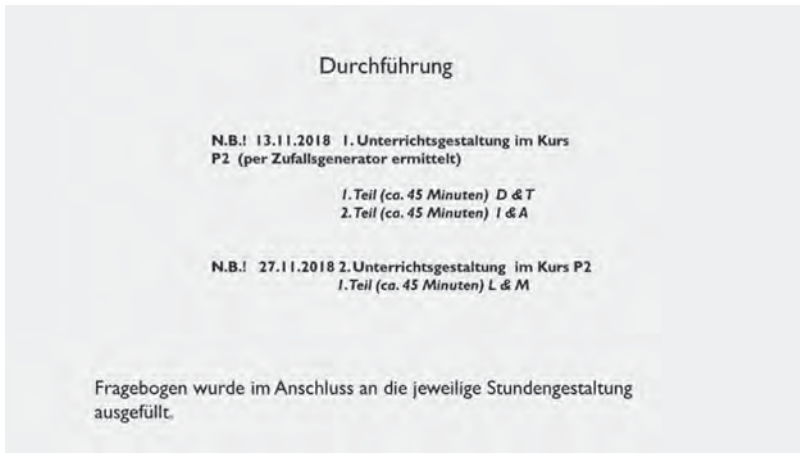 Durchführung
N.B.! 13.11.2018 1. Unterrichtsgestaltung im Kurs
P2 (per Zufallsgenerator ermittelt)
1. Teil (ca. 45 Minuten) D & T
2. Teil (ca. 45 Minuten) I & A
N.B.! 27.11.2018 2. Unterrichtsgestaltung im Kurs P2
1. Teil (ca. 45 Minuten) L & M
Fragebogen wurde im Anschluss an die jeweilige Stundengestaltung
ausgefüllt.